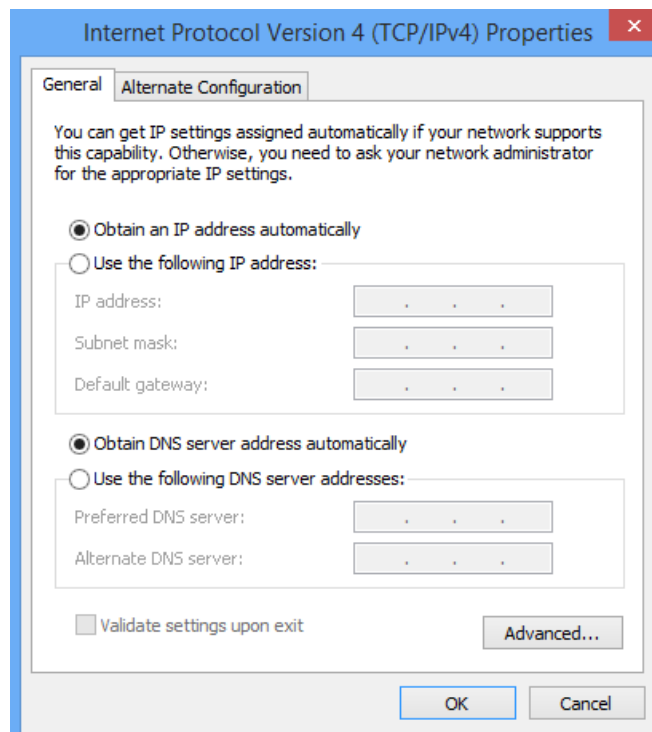 Internet Protocol Version 4 (TCP/IPv4) Properties
General
Alternate Configuration
You can get IP settings assigned automatically if your network supports
this capability. Otherwise, you need to ask your network administrator
for the appropriate IP settings.
Obtain an IP address automatically
Use the following IP address:
IP address:
Subnet mask:
Default gateway:
Obtain DNS server address automatically
Use the following DNS server addresses:
Preferred DNS server:
Alternate DNS server:
Validate settings upon exit
Advanced...
OK
Cancel